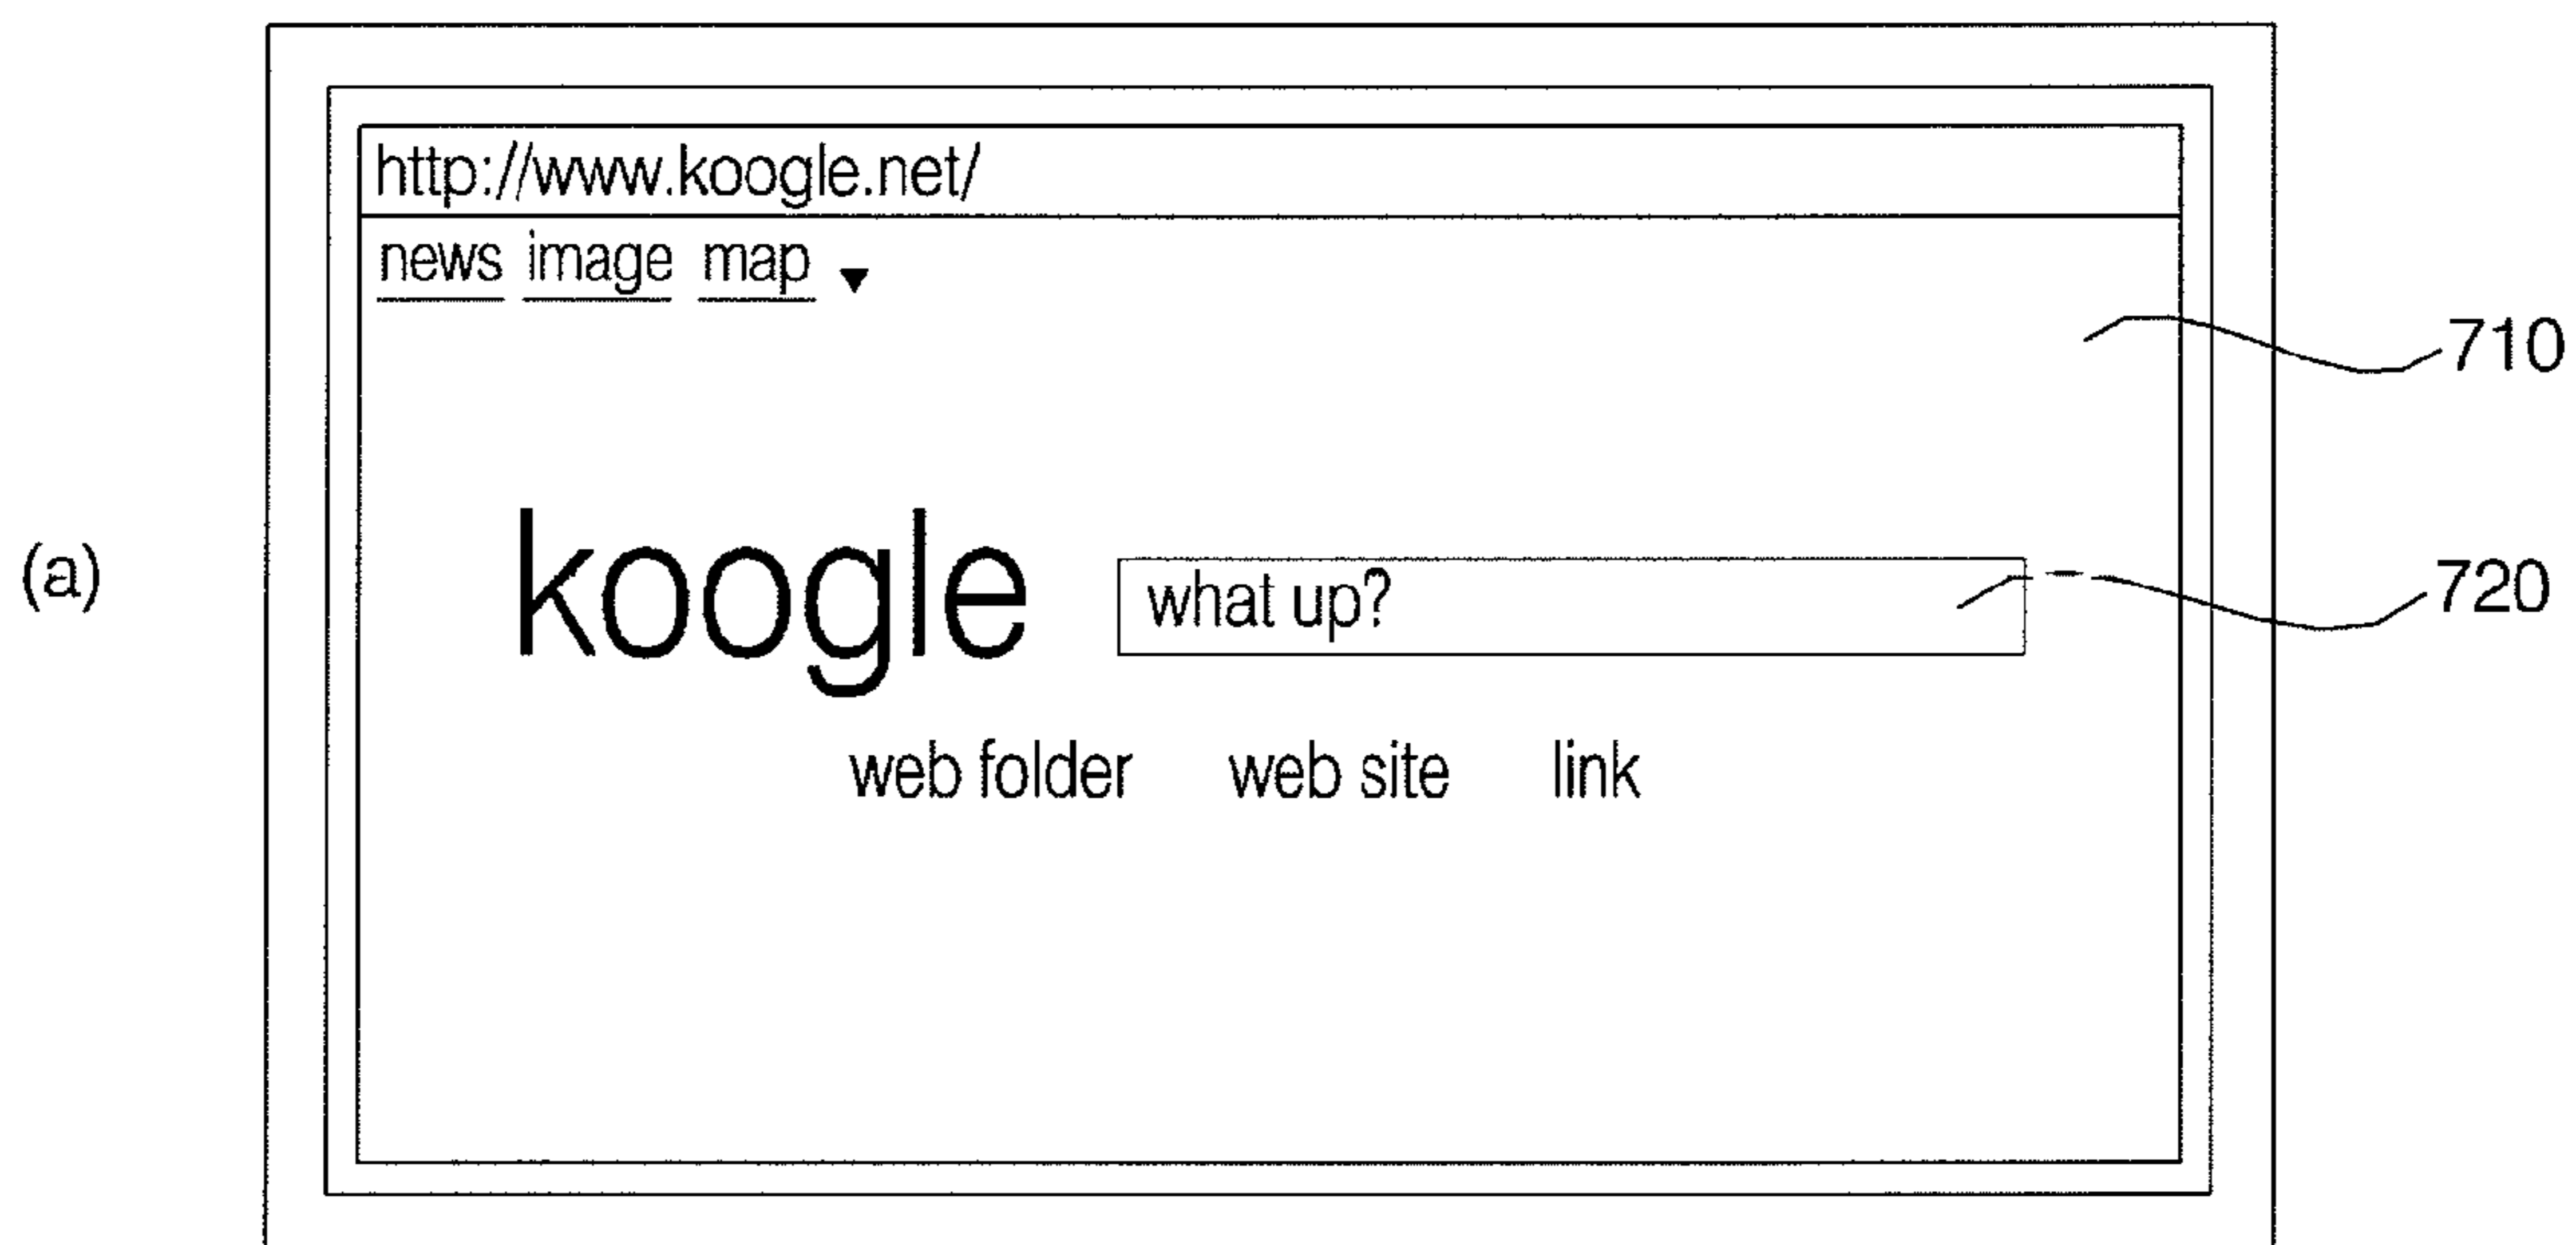 http://www.koogle.net/
news image map
710
(a)
koogle
what up?
720
web folder web site link